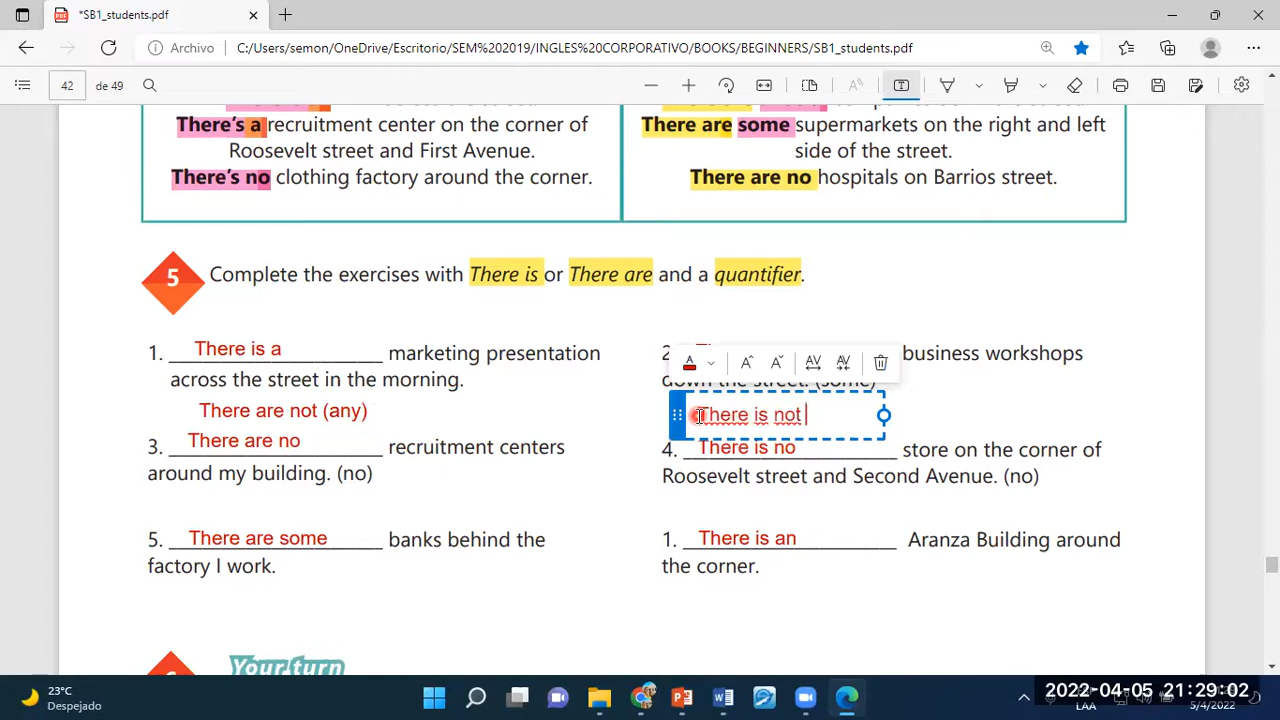 *SB1_students.pdf
Archivo
C:/Users/semon/OneDrive/Escritorio/SEM%202019/INGLES%20CORPORATIVO/BOOKS/BEGINNERS/SB1_students.pdf
42 de 49
There's a recruitment center on the corner of
Roosevelt street and First Avenue.
There's no clothing factory around the corner.
There are some supermarkets on the right and left
side of the street.
There are no hospitals on Barrios street.
5 Complete the exercises with There is or There are and a quantifier.
1. There is a marketing presentation
across the street in the morning.
2 business workshops
down the street. (some)
There are not (any)
3. There are no recruitment centers
around my building. (no)
There is not
4. There is no store on the corner of
Roosevelt street and Second Avenue. (no)
5. There are some banks behind the
factory I work.
1. There is an Aranza Building around
the corner.
Your turn
23°C
Despejado
LAA
2022-04-05 21:29:02
5/4/2022